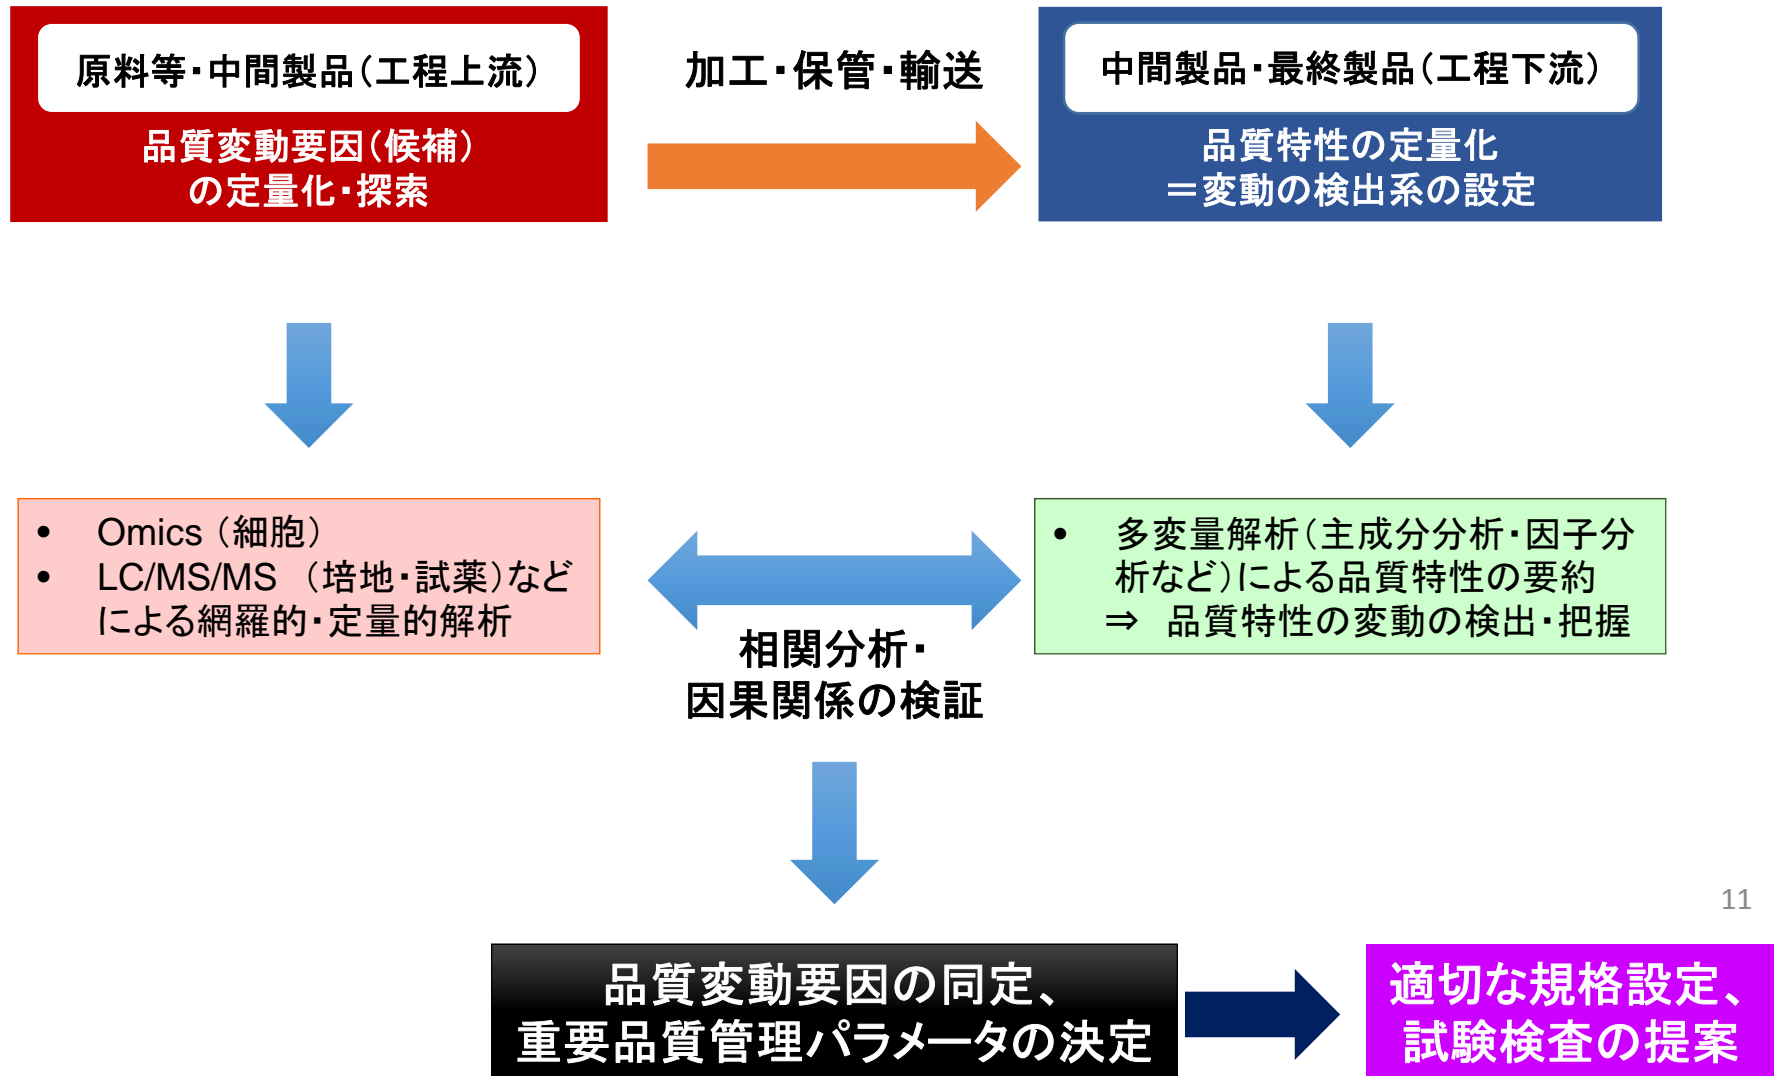 原料等・中間製品（工程上流）
品質変動要因（候補）
の定量化・探索
加工・保管・輸送
中間製品・最終製品（工程下流）
品質特性の定量化
＝変動の検出系の設定
• Omics （細胞）
• LC/MS/MS （培地・試薬）など
による網羅的・定量的解析
相関分析・
因果関係の検証
• 多変量解析（主成分分析・因子分
析など）による品質特性の要約
⇒ 品質特性の変動の検出・把握
11
品質変動要因の同定、
重要品質管理パラメータの決定
適切な規格設定、
試験検査の提案